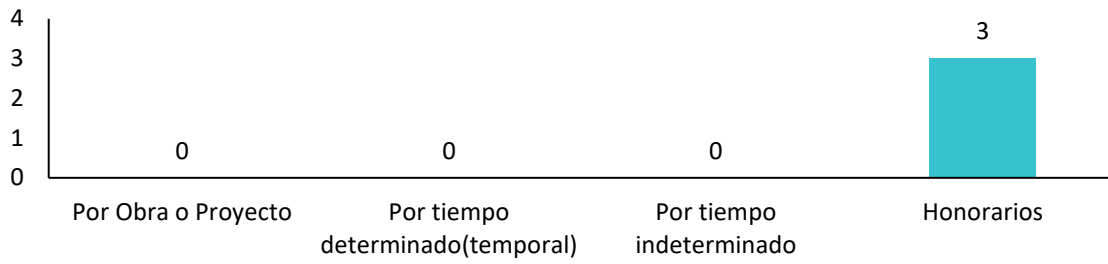 4
3
2
1
0
0
0
0
3
Por Obra o Proyecto
Por tiempo
determinado(temporal)
Por tiempo
indeterminado
Honorarios